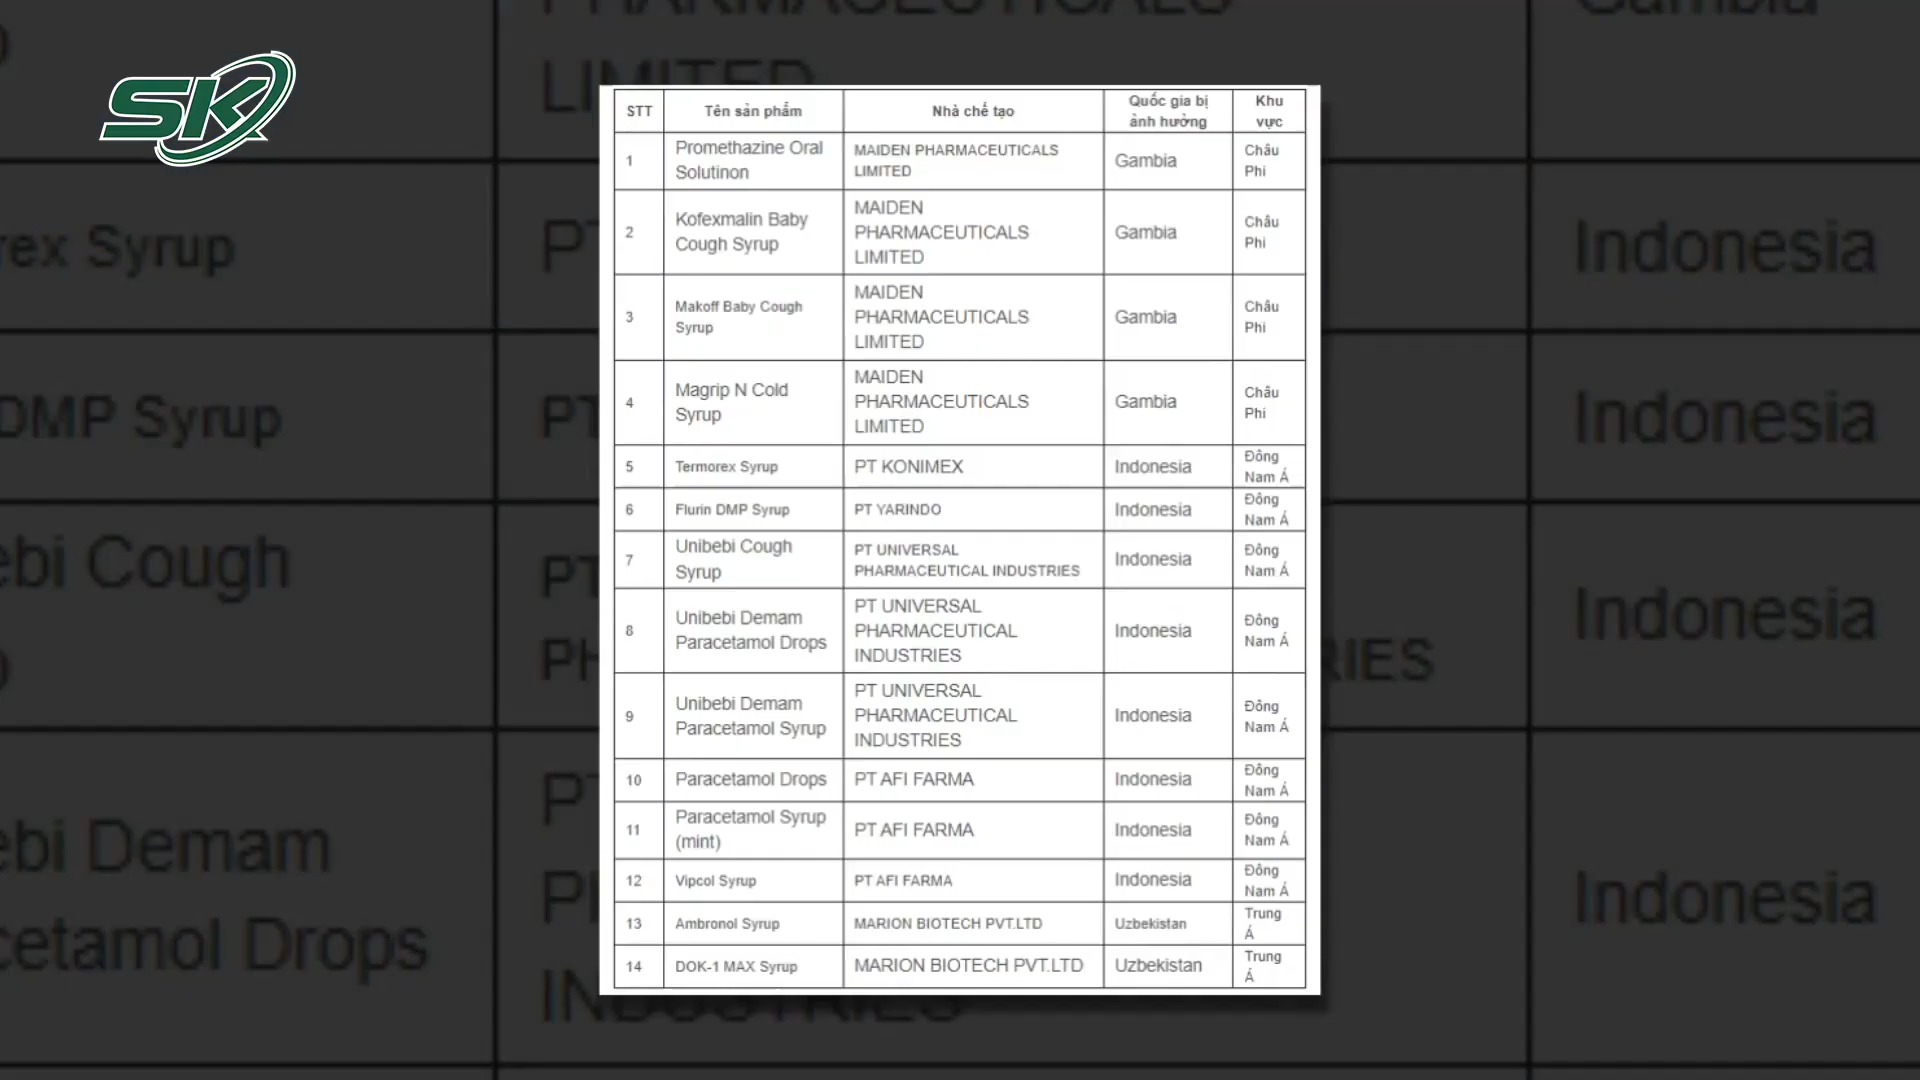 SK
STT
Tên sản phẩm
Nhà chế tạo
Quốc gia bị
ảnh hưởng
Khu
vực
1
Promethazine Oral
Solutinon
MAIDEN PHARMACEUTICALS
LIMITED
Gambia
Châu
Phi
2
Kofexmalin Baby
Cough Syrup
MAIDEN
PHARMACEUTICALS
LIMITED
Gambia
Châu
Phi
3
Makoff Baby Cough
Syrup
MAIDEN
PHARMACEUTICALS
LIMITED
Gambia
Châu
Phi
4
Magrip N Cold
Syrup
MAIDEN
PHARMACEUTICALS
LIMITED
Gambia
Châu
Phi
5
Termorex Syrup
PT KONIMEX
Indonesia
Đông
Nam Á
6
Flurin DMP Syrup
PT YARINDO
Indonesia
Đông
Nam Á
7
Unibebi Cough
Syrup
PT UNIVERSAL
PHARMACEUTICAL INDUSTRIES
Indonesia
Đông
Nam Á
8
Unibebi Demam
Paracetamol Drops
PT UNIVERSAL
PHARMACEUTICAL
INDUSTRIES
Indonesia
Đông
Nam Á
9
Unibebi Demam
Paracetamol Syrup
PT UNIVERSAL
PHARMACEUTICAL
INDUSTRIES
Indonesia
Đông
Nam Á
10
Paracetamol Drops
PT AFI FARMA
Indonesia
Đông
Nam Á
11
Paracetamol Syrup
(mint)
PT AFI FARMA
Indonesia
Đông
Nam Á
12
Vipcol Syrup
PT AFI FARMA
Indonesia
Đông
Nam Á
13
Ambronol Syrup
MARION BIOTECH PVT.LTD
Uzbekistan
Trung
Á
14
DOK-1 MAX Syrup
MARION BIOTECH PVT.LTD
Uzbekistan
Trung
Á